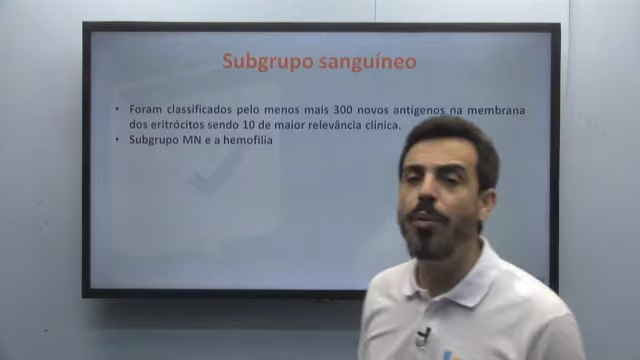 Subgrupo sanguíneo
• Foram classificados pelo menos mais 300 novos antígenos na membrana
dos eritrócitos sendo 10 de maior relevância clinica.
• Subgrupo MN e a hemofilia